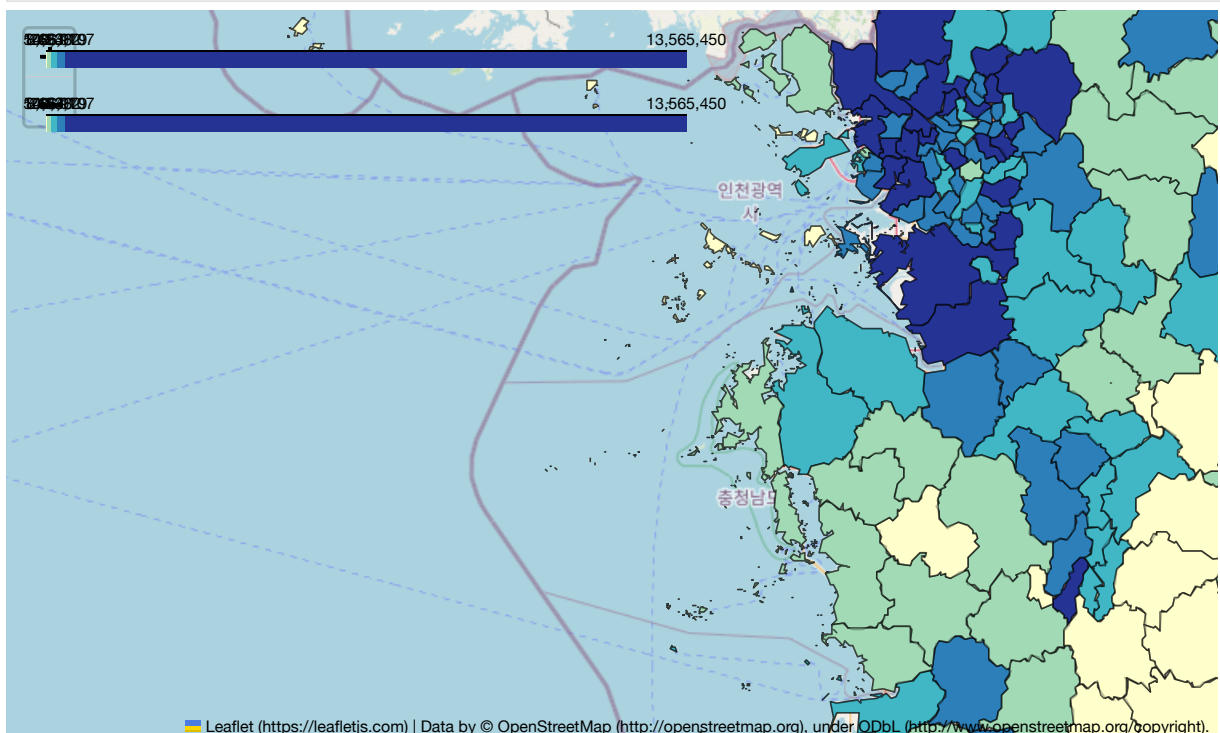 13,565,450
13,565,450
인천광역
시
충청남도
Leaflet (https://leafletjs.com) | Data by © OpenStreetMap (http://openstreetmap.org), under ODbL (http://www.openstreetmap.org/copyright).